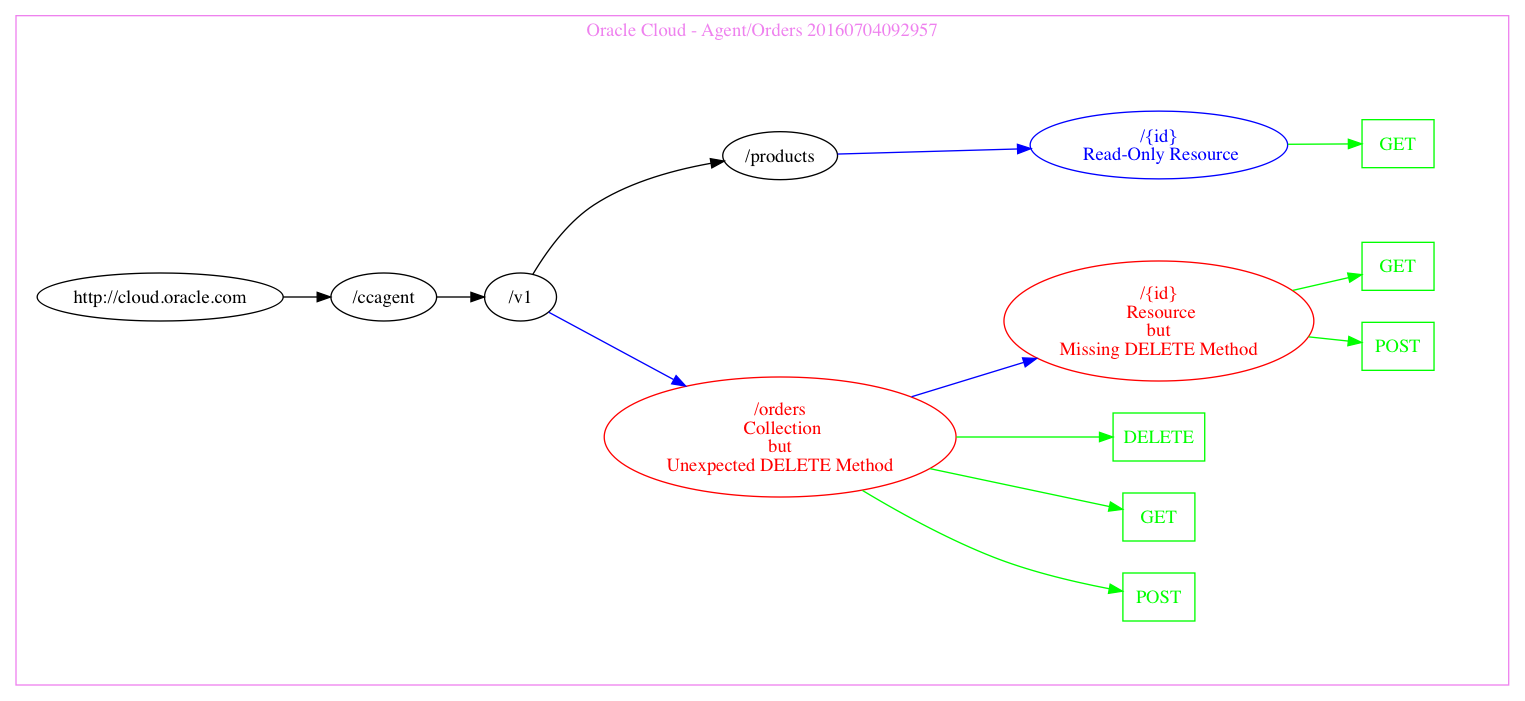 Oracle Cloud - Agent/Orders 20160704092957
http://cloud.oracle.com
/ccagent
/v1
/products
/{id}
Read-Only Resource
GET
/{id}
Resource
but
Missing DELETE Method
GET
POST
/orders
Collection
but
Unexpected DELETE Method
DELETE
GET
POST